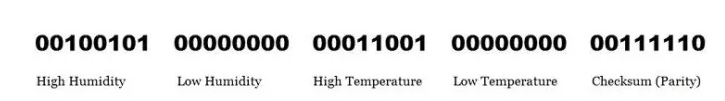 00100101 00000000 00011001 00000000 00111110
High Humidity Low Humidity High Temperature Low Temperature Checksum (Parity)